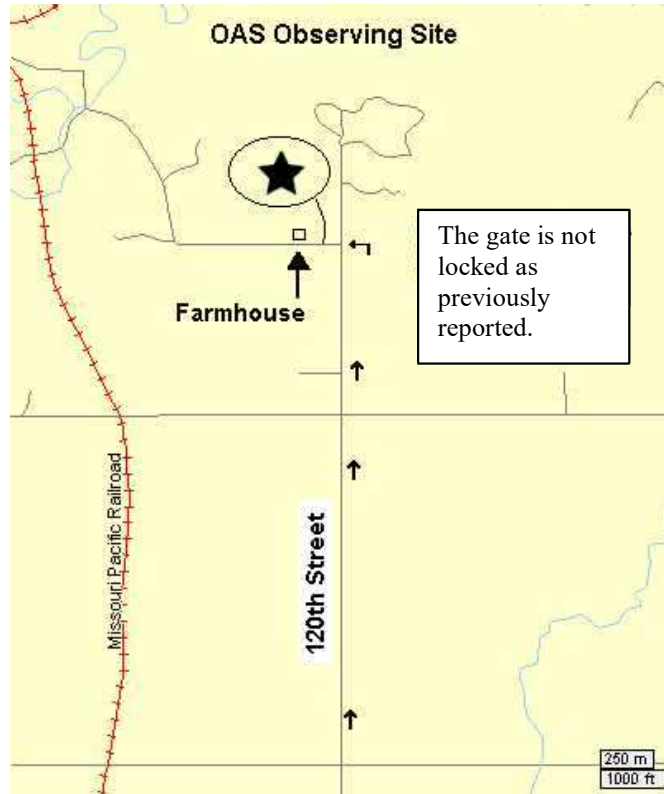 OAS Observing Site
The gate is not
locked as
previously
reported.
Farmhouse
Missouri Pacific Railroad
120th Street
250 m
1000 ft